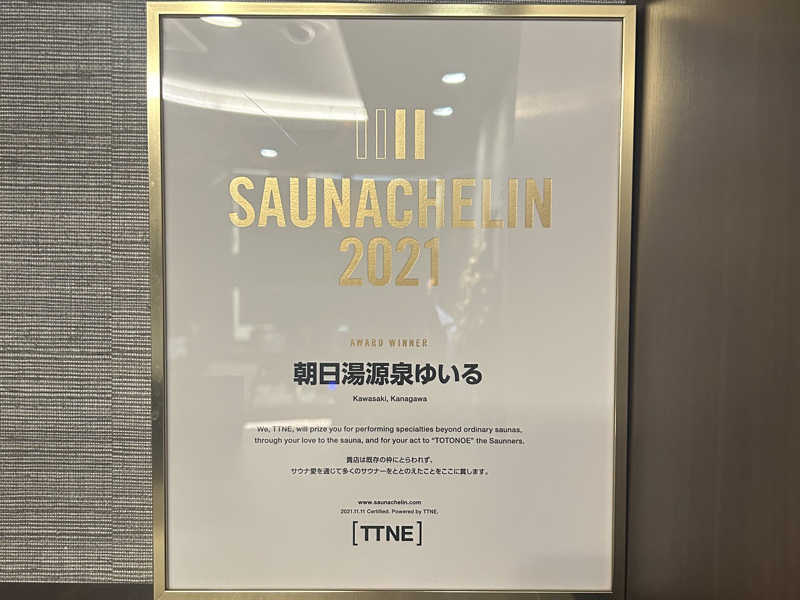 SAUNACHELIN
2021
AWARD WINNER
朝日湯源泉ゆいる
Kawasaki, Kanagawa
We, TTNE, will prize you for performing specialties beyond ordinary saunas,
through your love to the sauna, and for your act to “TOTONOE” the Saunners.
貴店は既存の枠にとらわれず、
サウナ愛を通じて多くのサウナーをととのえたことをここに賞します。
www.saunachelin.com
2021.11.11 Certified. Powered by TTNE.
[TTNE]